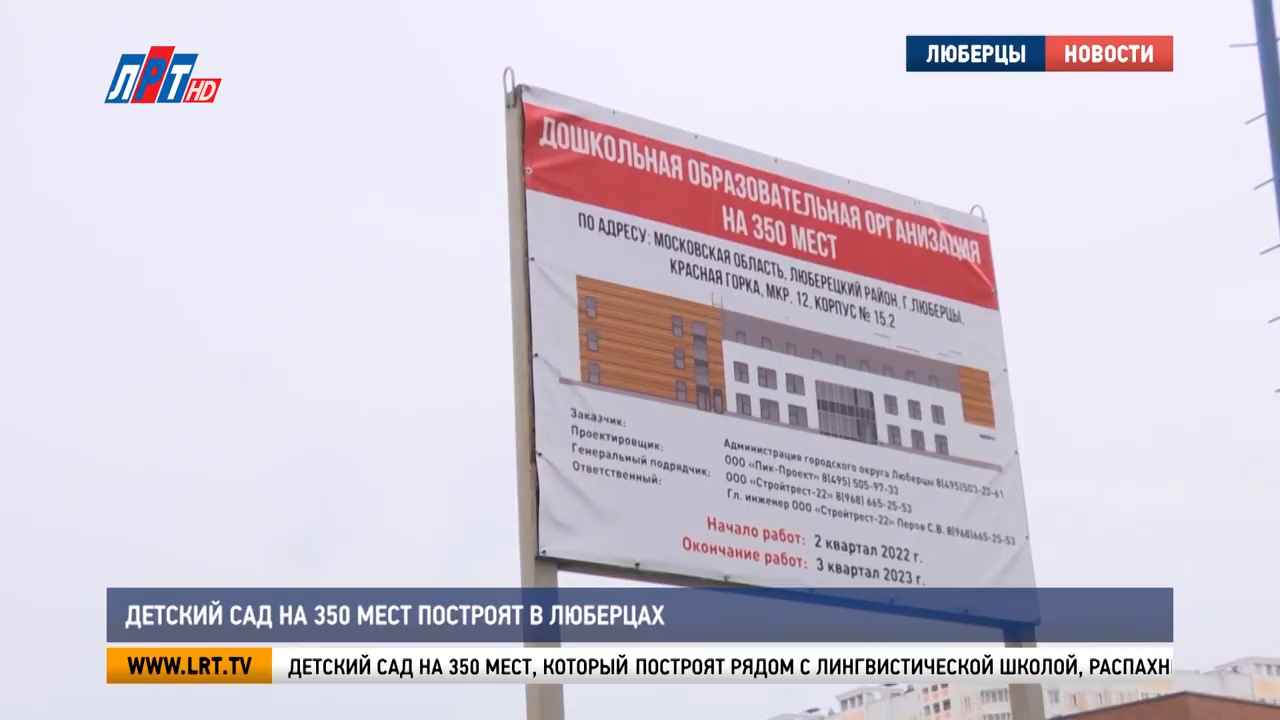 ЛРТ HD
ЛЮБЕРЦЫ НОВОСТИ
ДОШКОЛЬНАЯ ОБРАЗОВАТЕЛЬНАЯ ОРГАНИЗАЦИЯ
НА 350 МЕСТ
ПО АДРЕСУ: МОСКОВСКАЯ ОБЛАСТЬ, ЛЮБЕРЕЦКИЙ РАЙОН, Г.ЛЮБЕРЦЫ,
КРАСНАЯ ГОРКА, МКР. 12, КОРПУС № 15.2
Заказчик: Администрация городского округа Люберцы 8(495)503-23-61
Проектировщик: ООО «Пик-Проект» 8(495) 505-97-33
Генеральный подрядчик: ООО «Стройтрест-22» 8(968) 665-25-53
Ответственный: Гл. инженер ООО «Стройтрест-22» Перов С.В. 8(968)665-25-53
Начало работ: 2 квартал 2022 г.
Окончание работ: 3 квартал 2023 г.
ДЕТСКИЙ САД НА 350 МЕСТ ПОСТРОЯТ В ЛЮБЕРЦАХ
WWW.LRT.TV ДЕТСКИЙ САД НА 350 МЕСТ, КОТОРЫЙ ПОСТРОЯТ РЯДОМ С ЛИНГВИСТИЧЕСКОЙ ШКОЛОЙ, РАСПАХН